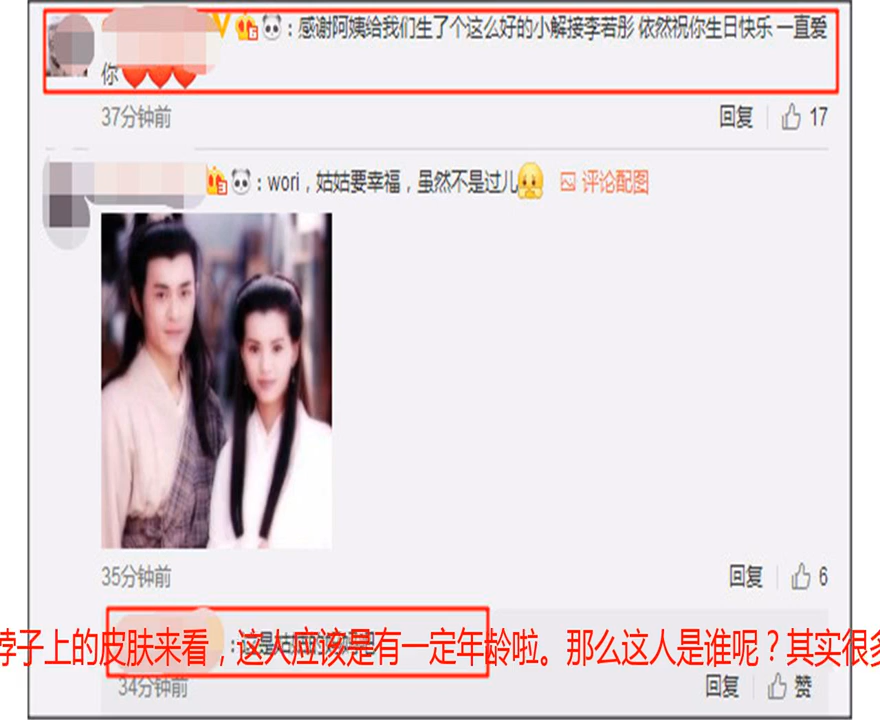 ：感谢阿姨给我们生了个这么好的小解接李若彤 依然祝你生日快乐 一直爱
你
37分钟前 回复 17
：wori，姑姑要幸福，虽然不是过儿 评论配图
35分钟前 回复 6
脖子上的皮肤来看，这人应该是有一定年龄啦。那么这人是谁呢？其实很多
34分钟前 回复 赞